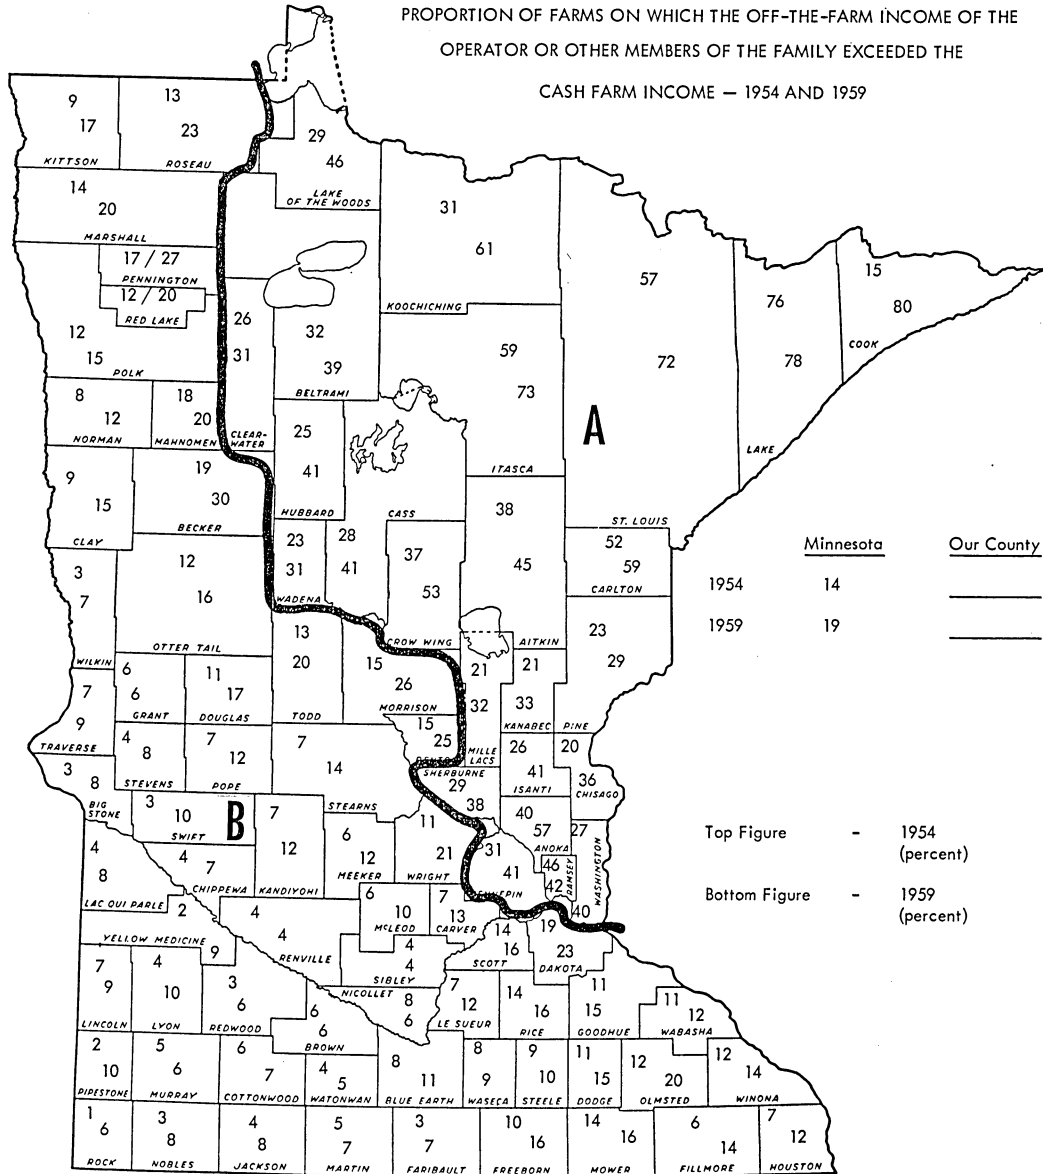 PROPORTION OF FARMS ON WHICH THE OFF-THE-FARM INCOME OF THE
OPERATOR OR OTHER MEMBERS OF THE FAMILY EXCEEDED THE
CASH FARM INCOME — 1954 AND 1959
9
17
KITTSON
13
23
ROSEAU
29
46
LAKE
OF THE WOODS
14
20
MARSHALL
31
61
KOOCHICHING
17 / 27
PENNINGTON
12 / 20
RED LAKE
57
72
ST. LOUIS
76
78
LAKE
15
80
COOK
12
15
POLK
26
31
CLEAR-
WATER
32
39
BELTRAMI
59
73
ITASCA
A
8
12
NORMAN
18
20
MAHNOMEN
25
41
HUBBARD
9
15
CLAY
19
30
BECKER
28
41
CASS
38
45
AITKIN
3
7
WILKIN
12
16
OTTER TAIL
23
31
WADENA
37
53
CROW WING
52
59
CARLTON
Minnesota
Our County
1954
14
1959
19
23
29
PINE
13
20
TODD
15
26
MORRISON
21
32
MILLE
LACS
21
33
KANABEC
7
9
TRAVERSE
6
6
GRANT
11
17
DOUGLAS
15
25
4
8
STEVENS
7
12
POPE
7
14
STEARNS
SHERBURNE
29
38
26
41
ISANTI
20
36
CHISAGO
3
8
BIG
STONE
3
10
SWIFT
B
7
12
KANDIYOHI
6
12
MEEKER
11
21
WRIGHT
40
57
ANOKA
27
40
WASHINGTON
31
41
46
42
RAMSEY
Top Figure
-
1954
(percent)
Bottom Figure
-
1959
(percent)
4
8
LAC QUI PARLE
4
7
CHIPPEWA
2
9
YELLOW MEDICINE
4
4
RENVILLE
6
10
McLEOD
7
13
CARVER
14
16
SCOTT
19
23
DAKOTA
4
4
SIBLEY
7
9
LINCOLN
4
10
LYON
3
6
REDWOOD
NICOLLET
8
6
7
12
LE SUEUR
14
16
RICE
11
15
GOODHUE
11
12
WABASHA
6
6
BROWN
2
10
PIPESTONE
5
6
MURRAY
6
7
COTTONWOOD
4
5
WATONWAN
8
11
BLUE EARTH
8
9
WASECA
9
10
STEELE
11
15
DODGE
12
20
OLMSTED
12
14
WINONA
1
6
ROCK
3
8
NOBLES
4
8
JACKSON
5
7
MARTIN
3
7
FARIBAULT
10
16
FREEBORN
14
16
MOWER
6
14
FILLMORE
7
12
HOUSTON